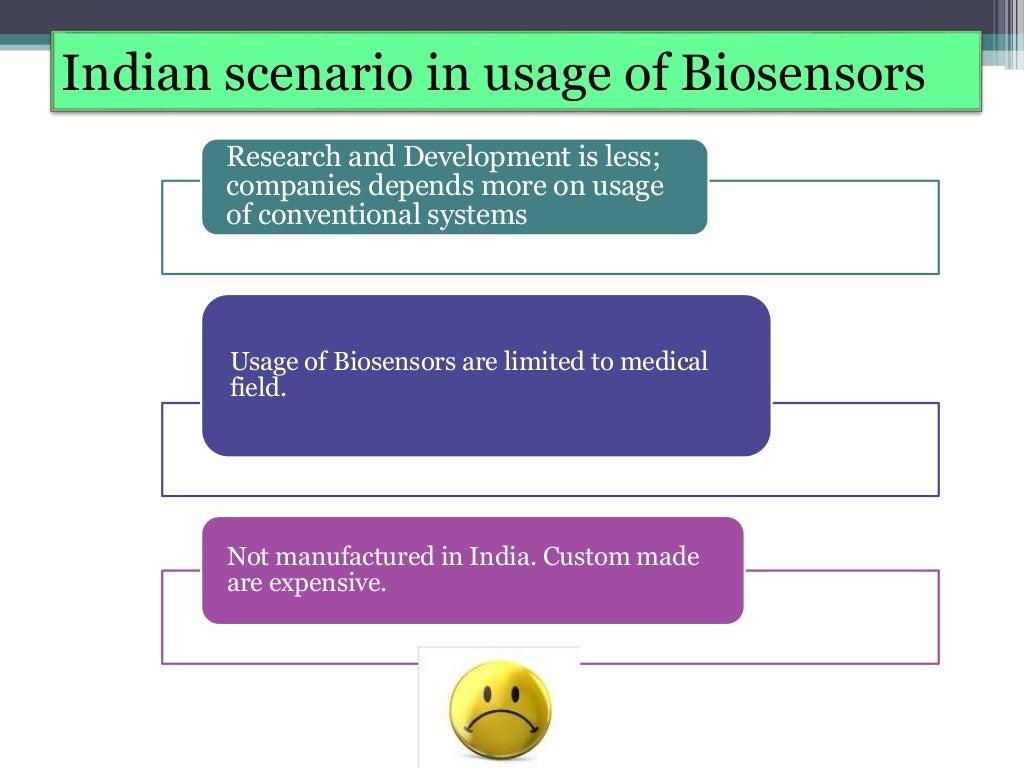 Indian scenario in usage of Biosensors
Research and Development is less;
companies depends more on usage
of conventional systems
Usage of Biosensors are limited to medical
field.
Not manufactured in India. Custom made
are expensive.